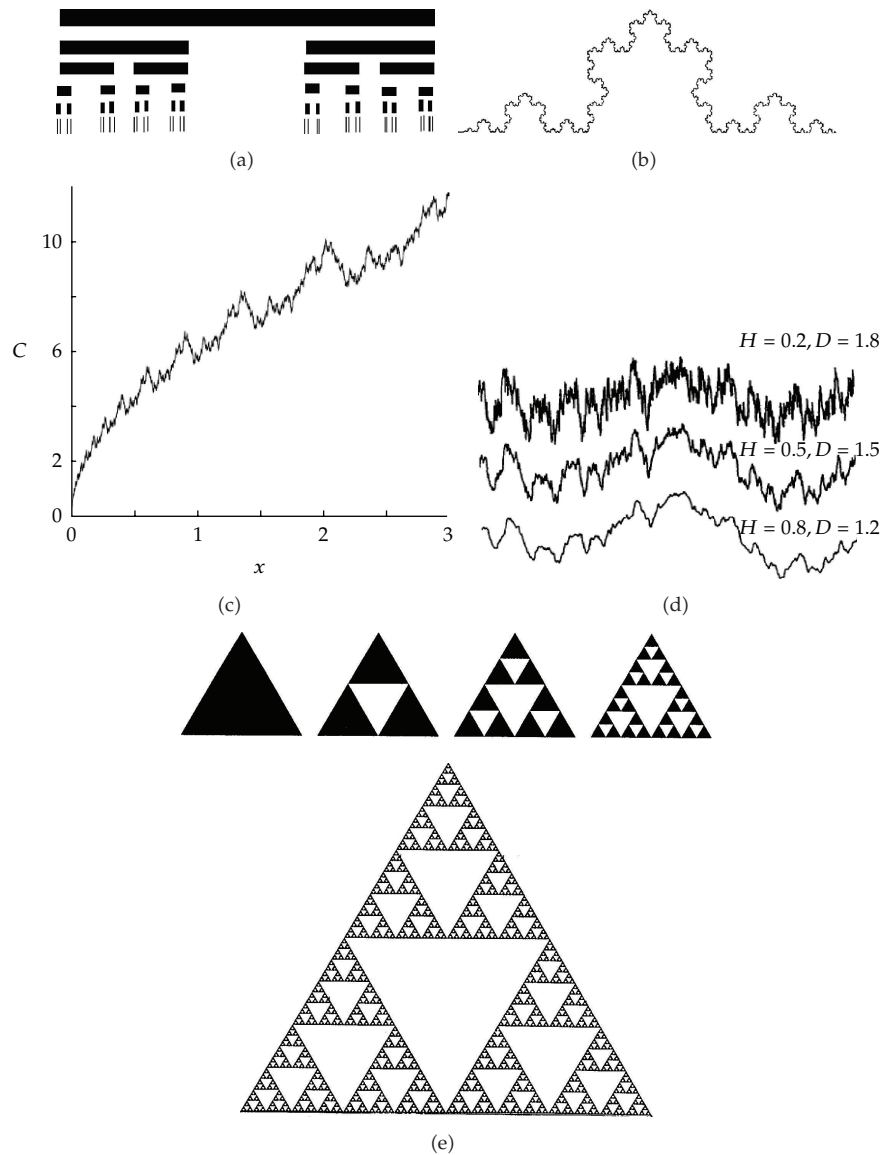 (a)
(b)
10
6
2
0
C
0
1
2
3
x
(c)
H = 0.2, D = 1.8
H = 0.5, D = 1.5
H = 0.8, D = 1.2
(d)
(e)